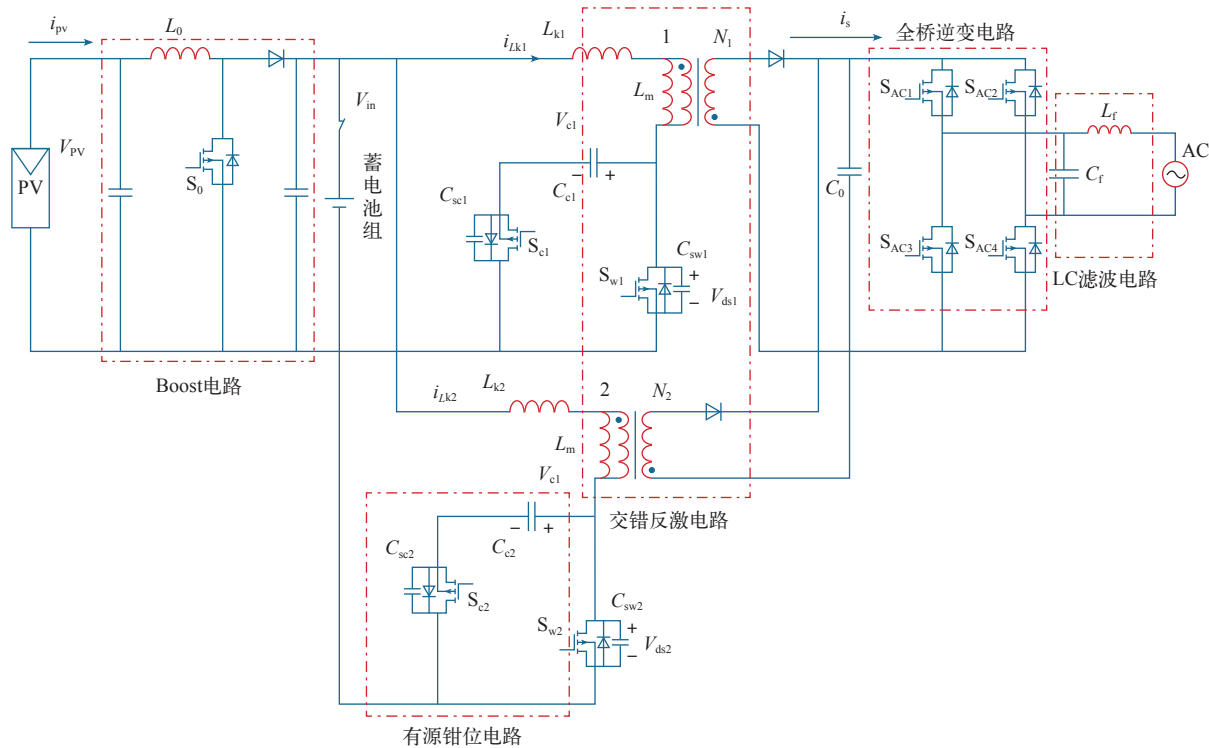 i_pv
L_0
V_PV
PV
S_0
Boost电路
V_in
蓄电池组
i_Lk1
L_k1
1
N_1
L_m
V_c1
− +
C_c1
C_sc1
S_c1
S_w1
C_sw1
+
V_ds1
−
i_s
全桥逆变电路
S_AC1
S_AC2
S_AC3
S_AC4
C_0
L_f
C_f
AC
LC滤波电路
i_Lk2
L_k2
2
N_2
L_m
V_c1
交错反激电路
− +
C_c2
C_sc2
S_c2
S_w2
C_sw2
+
V_ds2
−
有源钳位电路